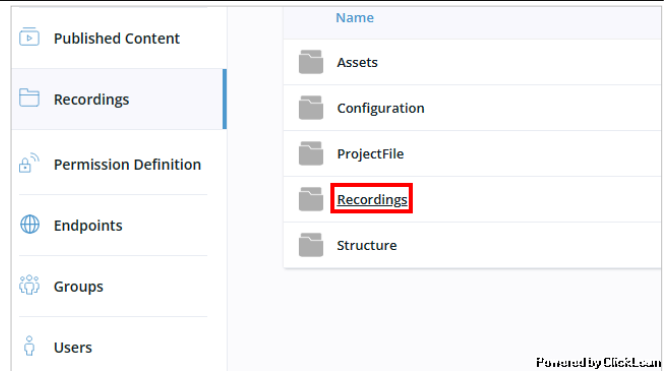 Published Content
Recordings
Permission Definition
Endpoints
Groups
Users
Name
Assets
Configuration
ProjectFile
Recordings
Structure
Powered by ClickLearn